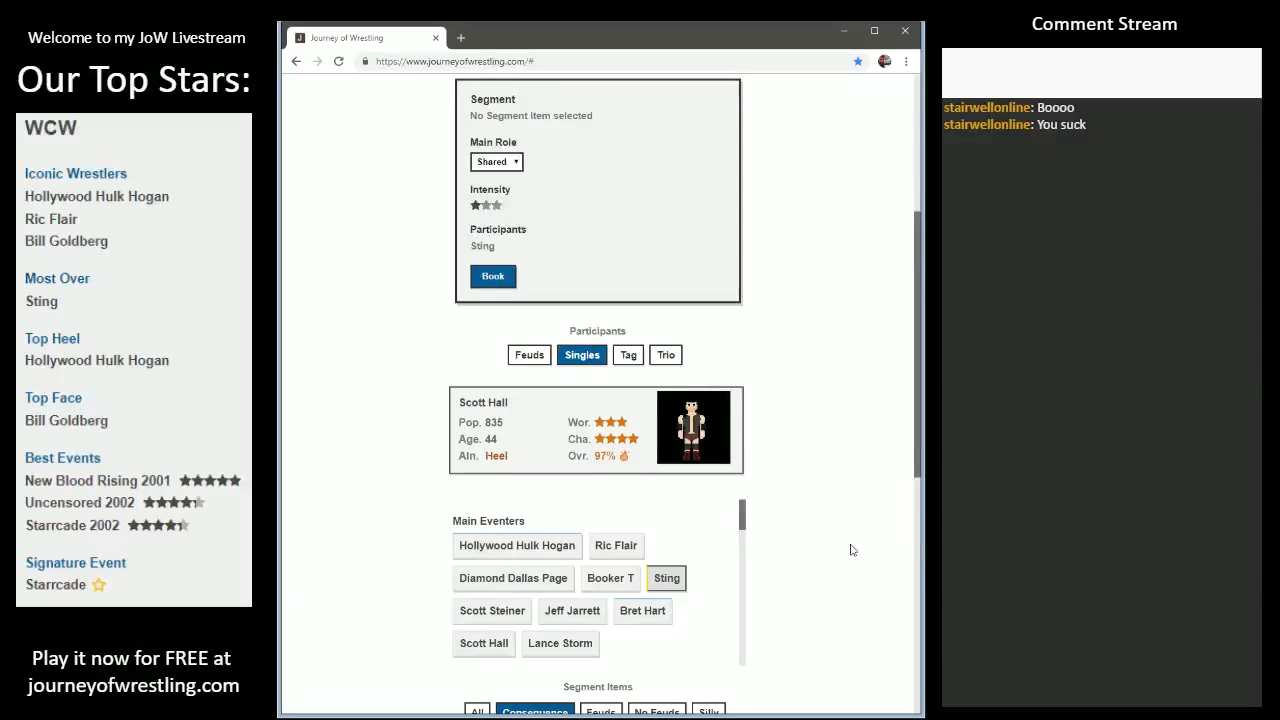 Welcome to my JoW Livestream
Our Top Stars:
WCW
Iconic Wrestlers
Hollywood Hulk Hogan
Ric Flair
Bill Goldberg
Most Over
Sting
Top Heel
Hollywood Hulk Hogan
Top Face
Bill Goldberg
Best Events
New Blood Rising 2001
Uncensored 2002
Starrcade 2002
Signature Event
Starrcade
Play it now for FREE at
journeyofwrestling.com
Journey of Wrestling
https://www.journeyofwrestling.com/#
Segment
No Segment Item selected
Main Role
Shared
Intensity
Participants
Sting
Book
Participants
Feuds Singles Tag Trio
Scott Hall
Pop. 835 Wor.
Age. 44 Cha.
Aln. Heel Ovr. 97%
Main Eventers
Hollywood Hulk Hogan Ric Flair
Diamond Dallas Page Booker T Sting
Scott Steiner Jeff Jarrett Bret Hart
Scott Hall Lance Storm
Segment Items
All Consequence Feuds No Feuds Silly
Comment Stream
stairwellonline: Boooo
stairwellonline: You suck